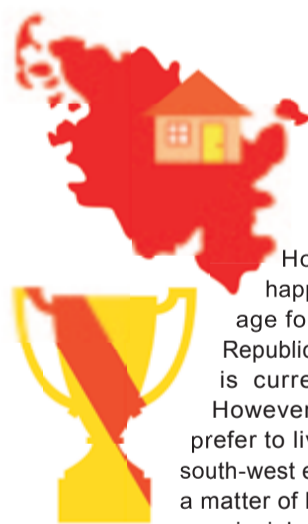 Ho
happ
age fo
Republic
is curre
However
prefer to liv
south-west e
a matter of l